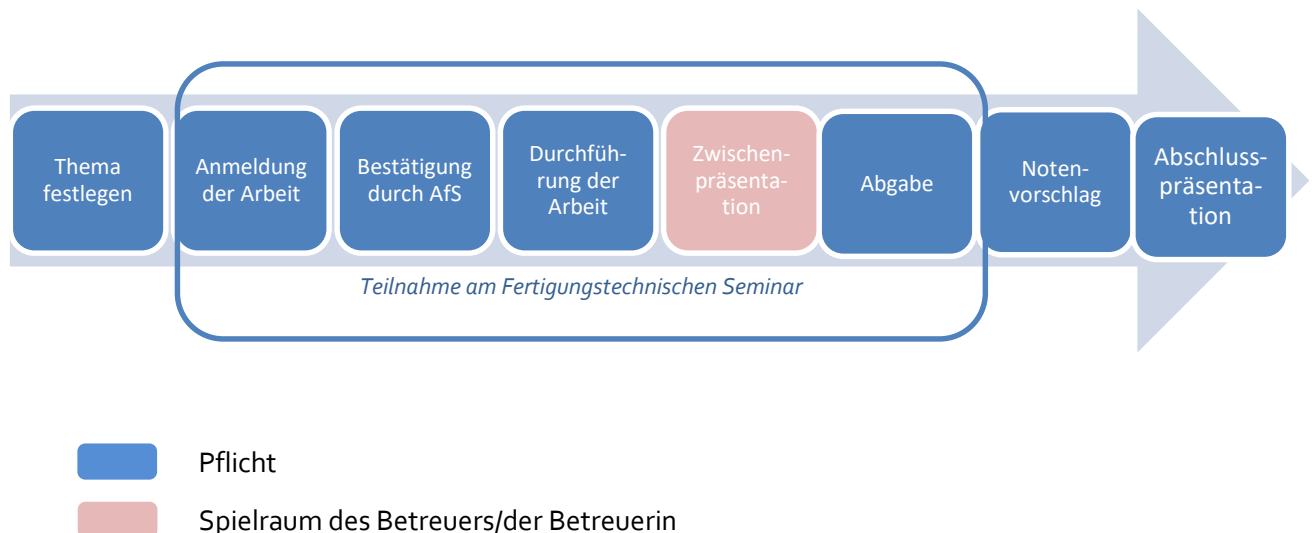 Thema
festlegen
Anmeldung
der Arbeit
Bestätigung
durch AfS
Durchfüh-
rung der
Arbeit
Zwischen-
präsenta-
tion
Abgabe
Noten-
vorschlag
Abschluss-
präsenta-
tion
Teilnahme am Fertigungstechnischen Seminar
Pflicht
Spielraum des Betreuers/der Betreuerin